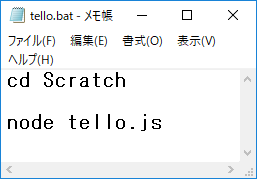 tello.bat - メモ帳
ファイル(F) 編集(E) 書式(O) 表示(V)
ヘルプ(H)
cd Scratch
node tello.js